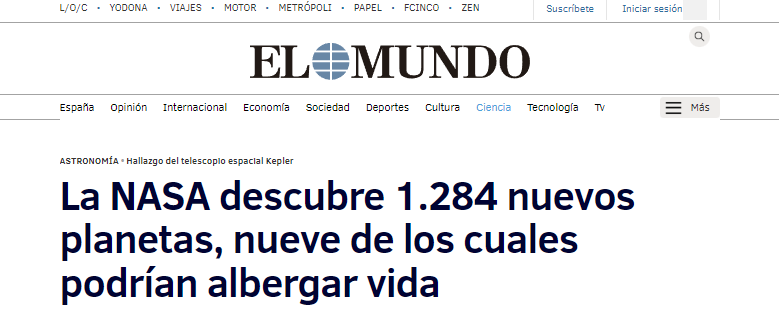 L/O/C • YODONA • VIAJES • MOTOR • METRÓPOLI • PAPEL • FCINCO • ZEN Suscríbete Iniciar sesión
EL MUNDO
España Opinión Internacional Economía Sociedad Deportes Cultura Ciencia Tecnología Tv Más
ASTRONOMÍA • Hallazgo del telescopio espacial Kepler
La NASA descubre 1.284 nuevos
planetas, nueve de los cuales
podrían albergar vida